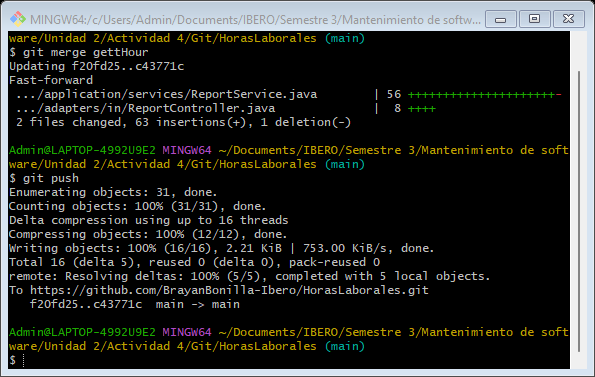 MINGW64:/c/Users/Admin/Documents/IBERO/Semestre 3/Mantenimiento de softw...
ware/Unidad 2/Actividad 4/Git/HorasLaborales (main)
$ git merge gettHour
Updating f20fd25..c43771c
Fast-forward
 .../application/services/ReportService.java        | 56 +++++++++++++++++++++-
 .../adapters/in/ReportController.java              |  8 ++++
 2 files changed, 63 insertions(+), 1 deletion(-)
Admin@LAPTOP-4992U9E2 MINGW64 ~/Documents/IBERO/Semestre 3/Mantenimiento de soft
ware/Unidad 2/Actividad 4/Git/HorasLaborales (main)
$ git push
Enumerating objects: 31, done.
Counting objects: 100% (31/31), done.
Delta compression using up to 16 threads
Compressing objects: 100% (12/12), done.
Writing objects: 100% (16/16), 2.21 KiB | 753.00 KiB/s, done.
Total 16 (delta 5), reused 0 (delta 0), pack-reused 0
remote: Resolving deltas: 100% (5/5), completed with 5 local objects.
To https://github.com/BrayanBonilla-Ibero/HorasLaborales.git
   f20fd25..c43771c  main -> main
Admin@LAPTOP-4992U9E2 MINGW64 ~/Documents/IBERO/Semestre 3/Mantenimiento de soft
ware/Unidad 2/Actividad 4/Git/HorasLaborales (main)
$